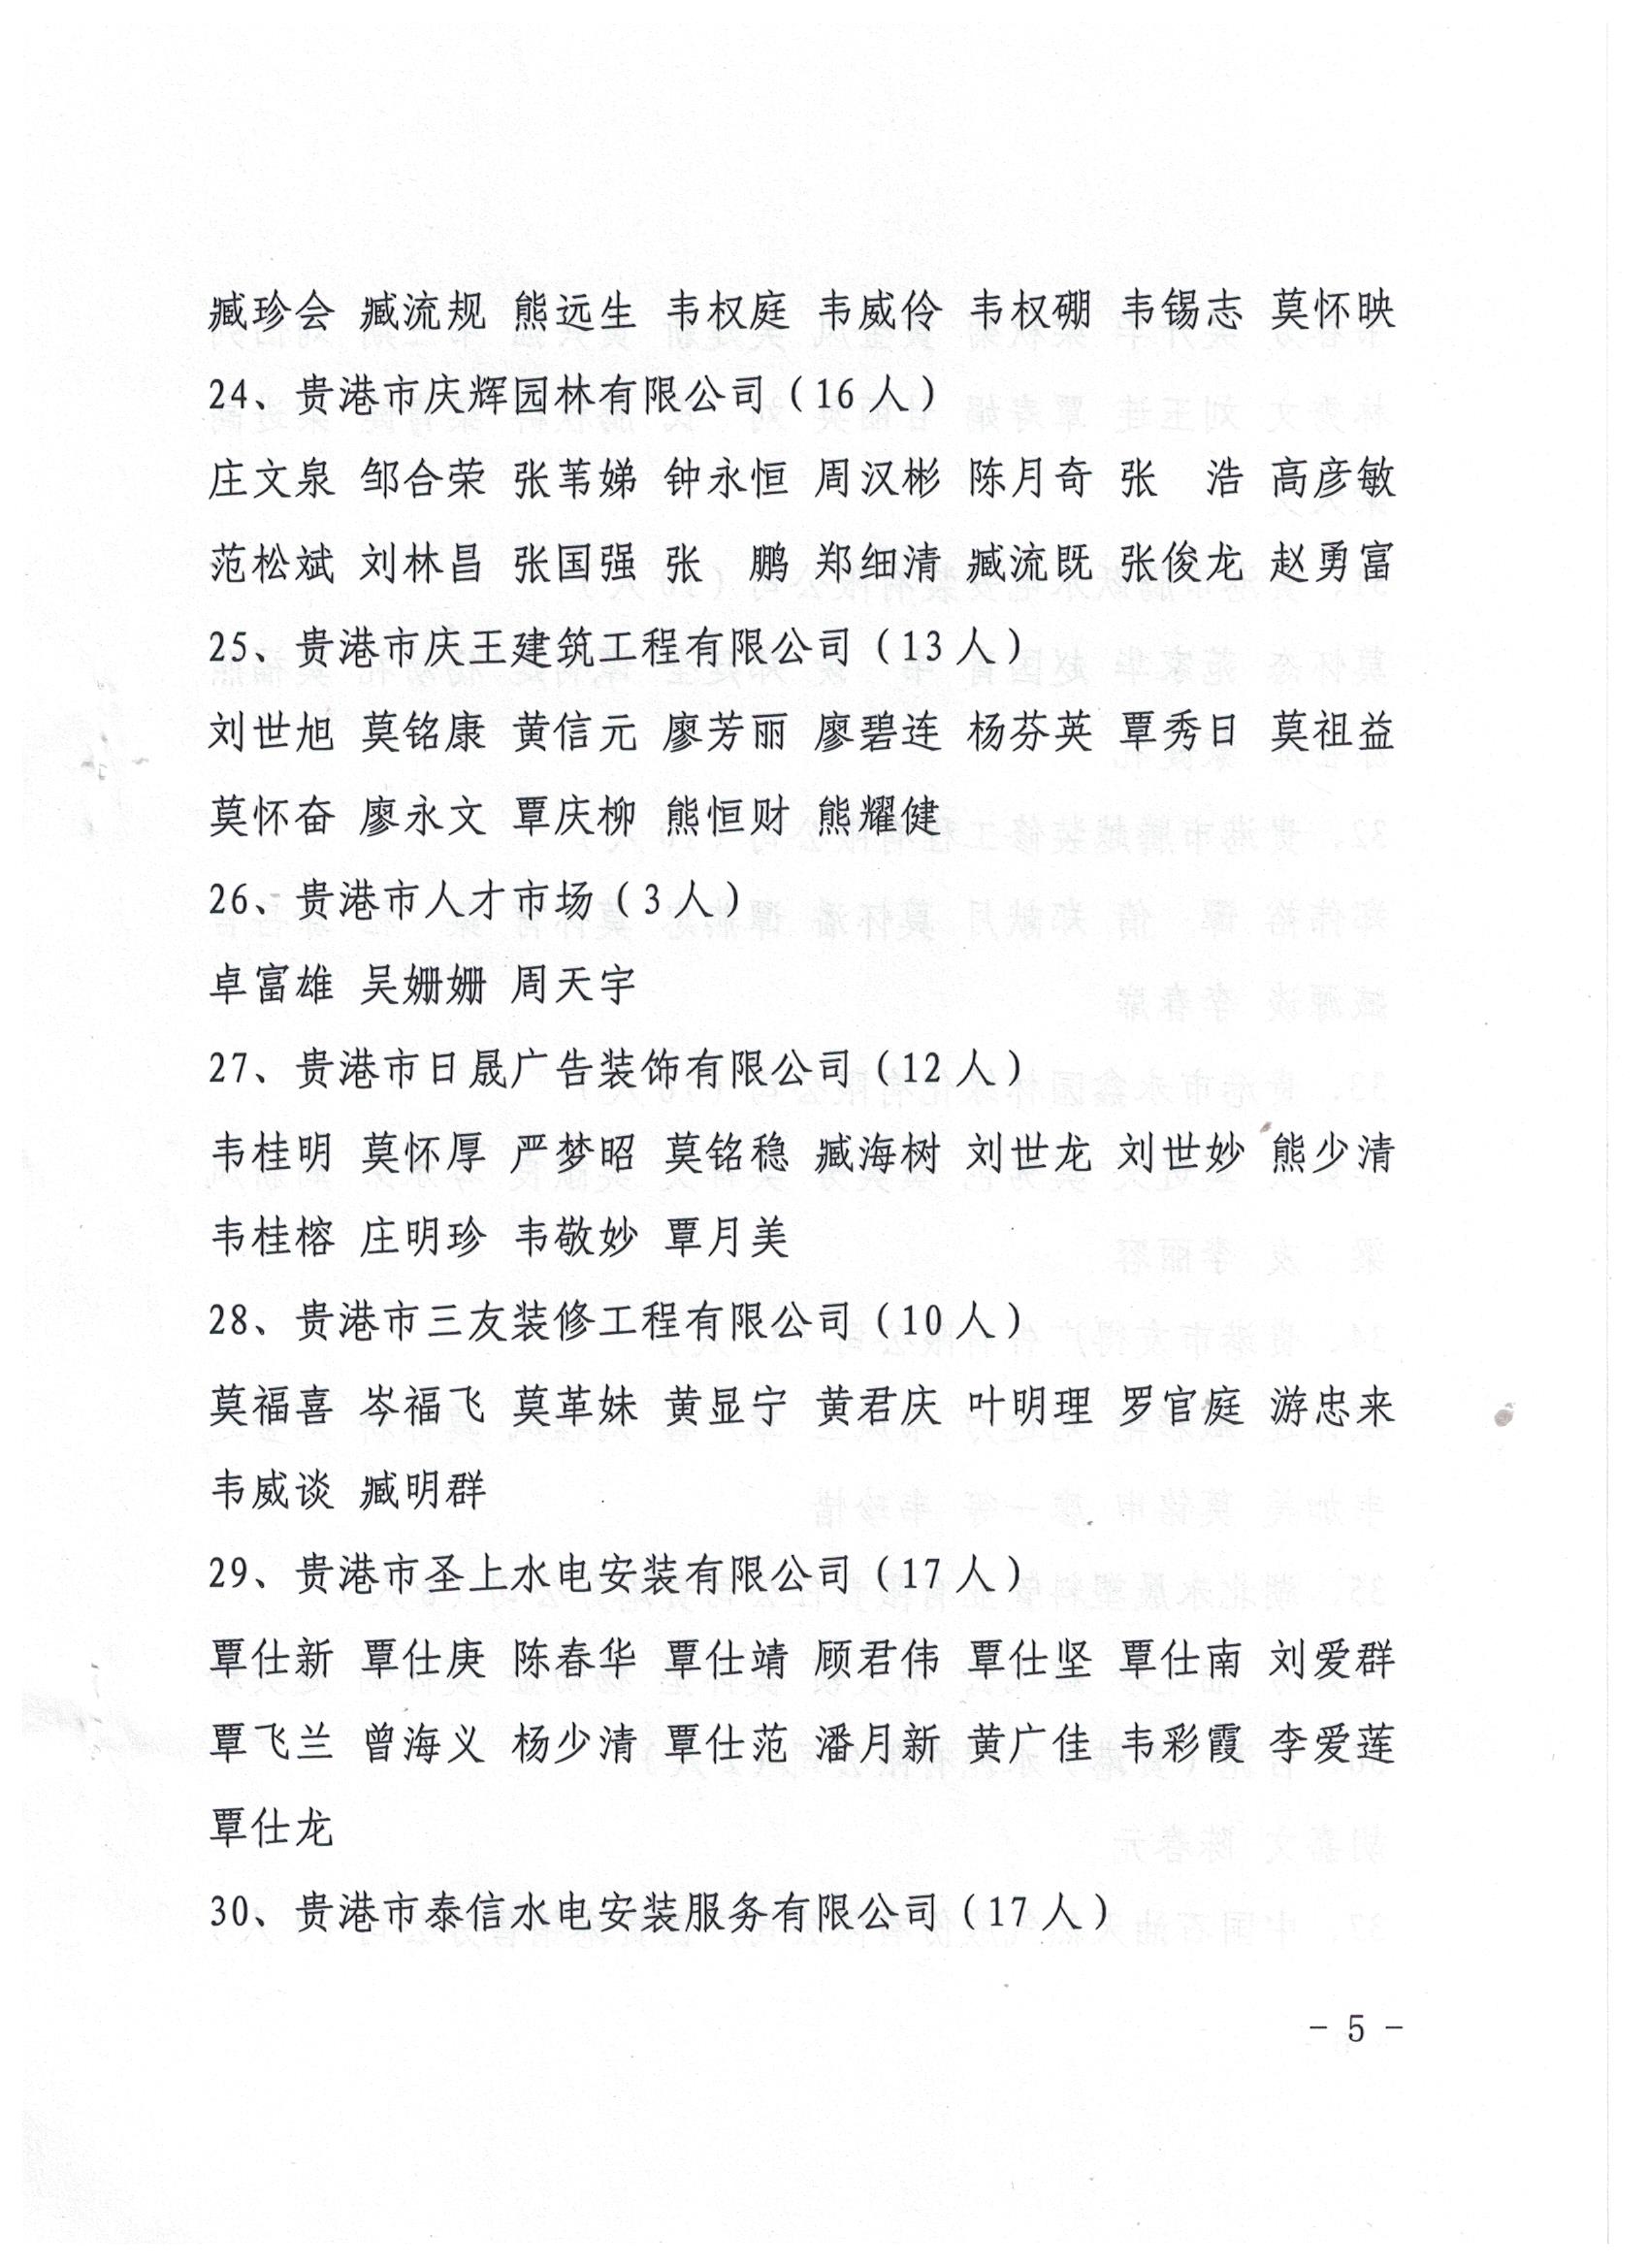 臧珍会 臧流规 熊远生 韦权庭 韦威伶 韦权硼 韦锡志 莫怀映
24、贵港市庆辉园林有限公司（16人）
庄文泉 邹合荣 张苇娣 钟永恒 周汉彬 陈月奇 张　浩 高彦敏
范松斌 刘林昌 张国强 张　鹏 郑细清 臧流既 张俊龙 赵勇富
25、贵港市庆王建筑工程有限公司（13人）
刘世旭 莫铭康 黄信元 廖芳丽 廖碧连 杨芬英 覃秀日 莫祖益
莫怀奋 廖永文 覃庆柳 熊恒财 熊耀健
26、贵港市人才市场（3人）
卓富雄 吴姗姗 周天宇
27、贵港市日晟广告装饰有限公司（12人）
韦桂明 莫怀厚 严梦昭 莫铭稳 臧海树 刘世龙 刘世妙 熊少清
韦桂榕 庄明珍 韦敬妙 覃月美
28、贵港市三友装修工程有限公司（10人）
莫福喜 岑福飞 莫革妹 黄显宁 黄君庆 叶明理 罗官庭 游忠来
韦威谈 臧明群
29、贵港市圣上水电安装有限公司（17人）
覃仕新 覃仕庚 陈春华 覃仕靖 顾君伟 覃仕坚 覃仕南 刘爱群
覃飞兰 曾海义 杨少清 覃仕范 潘月新 黄广佳 韦彩霞 李爱莲
覃仕龙
30、贵港市泰信水电安装服务有限公司（17人）
- 5 -